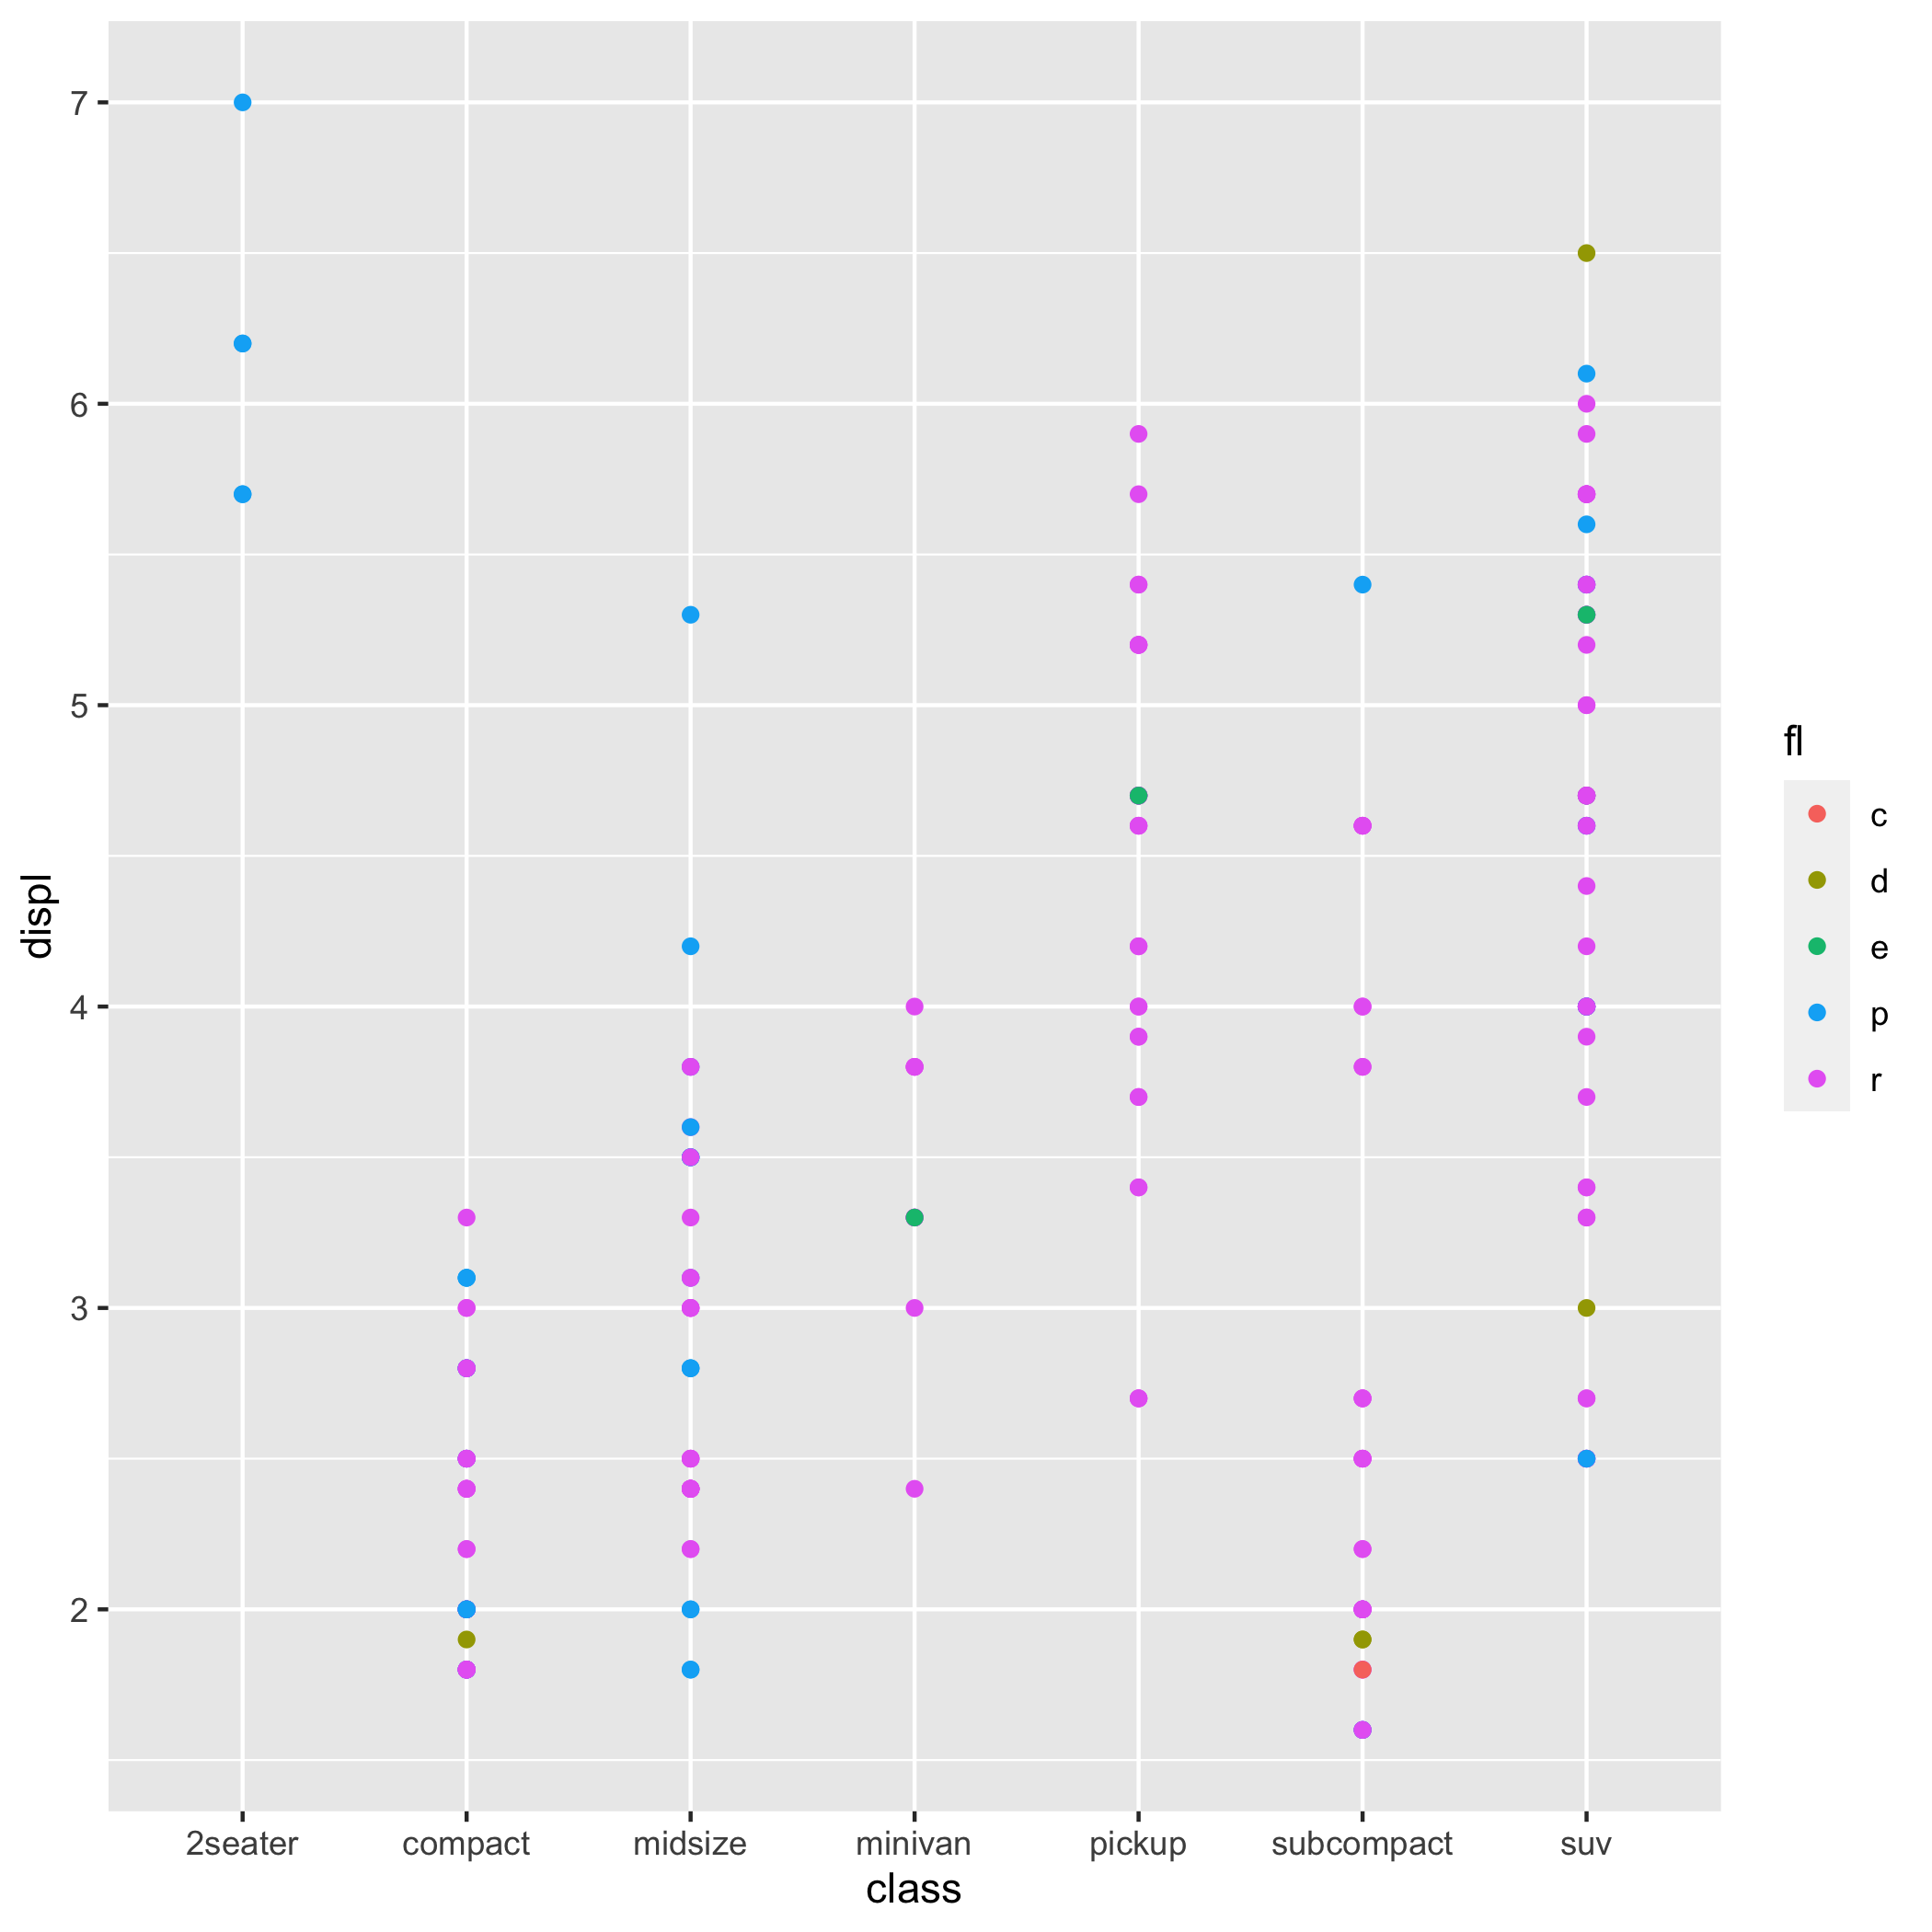 7
6
5
4
3
2
displ
2seater compact midsize minivan pickup subcompact suv
class
fl
c
d
e
p
r